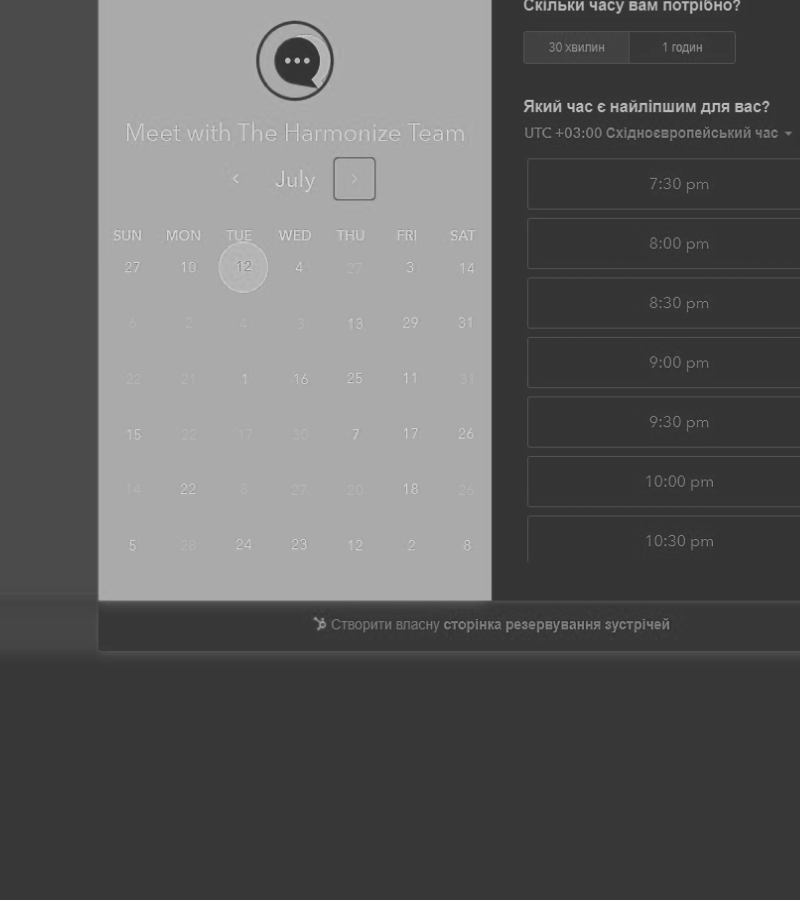 Meet with The Harmonize Team
July
SUN MON TUE WED THU FRI SAT
27 10 12 4 27 3 14
6 2 4 3 13 29 31
22 21 1 16 25 11 31
15 22 17 30 7 17 26
14 22 8 27 20 18 26
5 28 24 23 12 2 8
Скільки часу вам потрібно?
30 хвилин 1 годин
Який час є найліпшим для вас?
UTC +03:00 Східноєвропейський час
7:30 pm
8:00 pm
8:30 pm
9:00 pm
9:30 pm
10:00 pm
10:30 pm
Створити власну сторінка резервування зустрічей